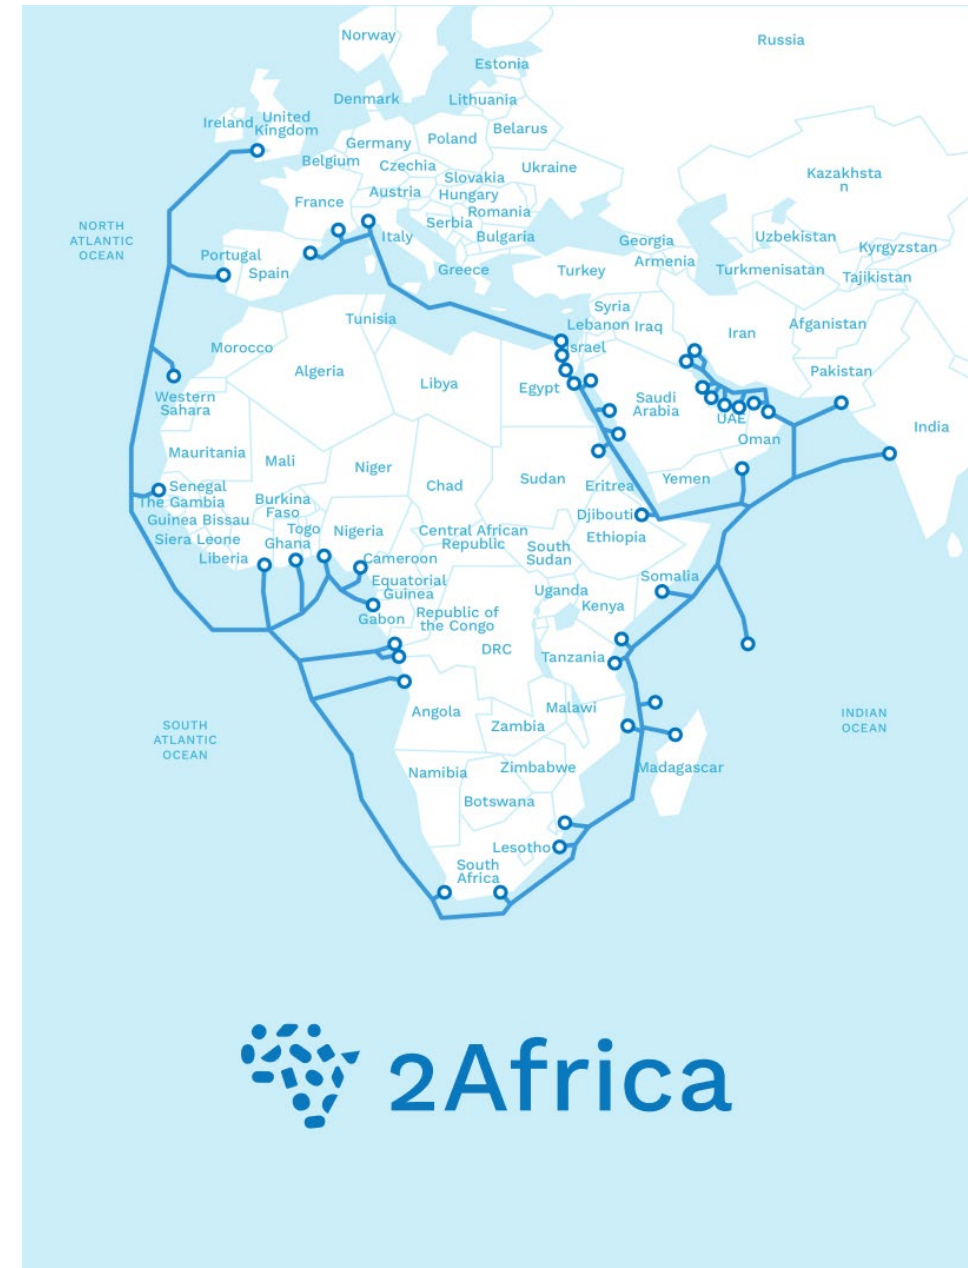 Norway
Russia
Estonia
Denmark
Lithuania
Ireland
United
Kingdom
Belarus
Germany
Poland
Belgium
Czechia
Ukraine
Slovakia
Kazakhsta
n
Austria
Hungary
France
Romania
Serbia
NORTH
ATLANTIC
OCEAN
Italy
Bulgaria
Uzbekistan
Georgia
Kyrgyzstan
Portugal
Armenia
Spain
Greece
Turkey
Turkmenisatan
Tajikistan
Syria
Tunisia
Lebanon
Iraq
Iran
Afganistan
Morocco
Israel
Algeria
Libya
Egypt
Pakistan
Western
Sahara
Saudi
Arabia
UAE
India
Oman
Mauritania
Mali
Niger
Chad
Sudan
Yemen
Senegal
The Gambia
Eritrea
Burkina
Faso
Guinea Bissau
Djibouti
Siera Leone
Togo
Ghana
Nigeria
Central African
Republic
Ethiopia
Liberia
South
Sudan
Cameroon
Equatorial
Guinea
Somalia
Uganda
Kenya
Gabon
Republic of
the Congo
DRC
Tanzania
Angola
Malawi
INDIAN
OCEAN
SOUTH
ATLANTIC
OCEAN
Zambia
Namibia
Zimbabwe
Madagascar
Botswana
Lesotho
South
Africa
2Africa